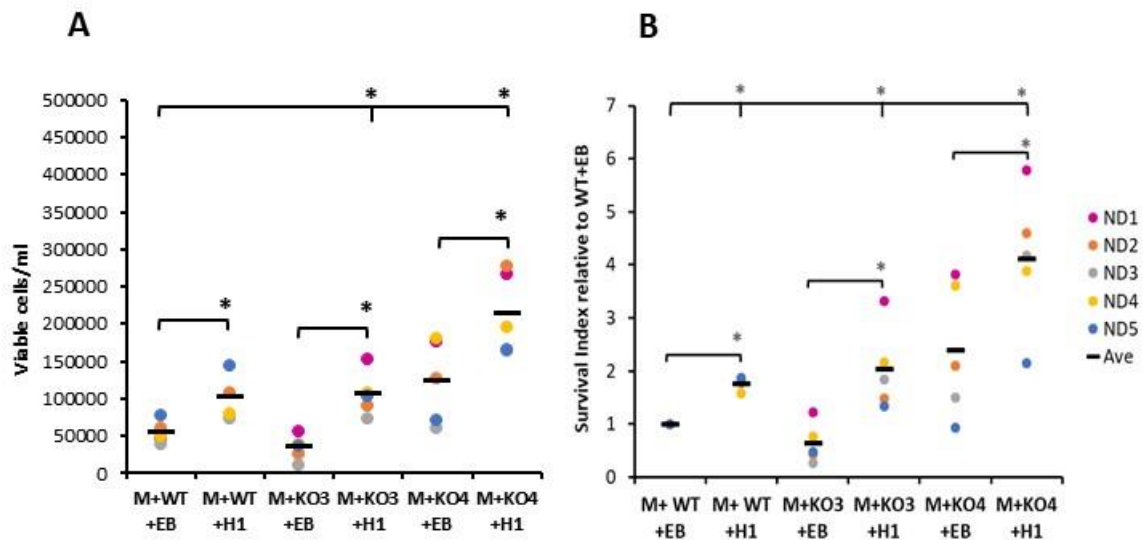 A
Viable cells/ml
500000
450000
400000
350000
300000
250000
200000
150000
100000
50000
0
*
*
*
*
*
M+WT
+EB
M+WT
+H1
M+KO3
+EB
M+KO3
+H1
M+KO4
+EB
M+KO4
+H1
B
Survival Index relative to WT+EB
7
6
5
4
3
2
1
0
*
*
*
*
*
*
M+ WT
+EB
M+ WT
+H1
M+KO3
+EB
M+KO3
+H1
M+KO4
+EB
M+KO4
+H1
ND1
ND2
ND3
ND4
ND5
Ave